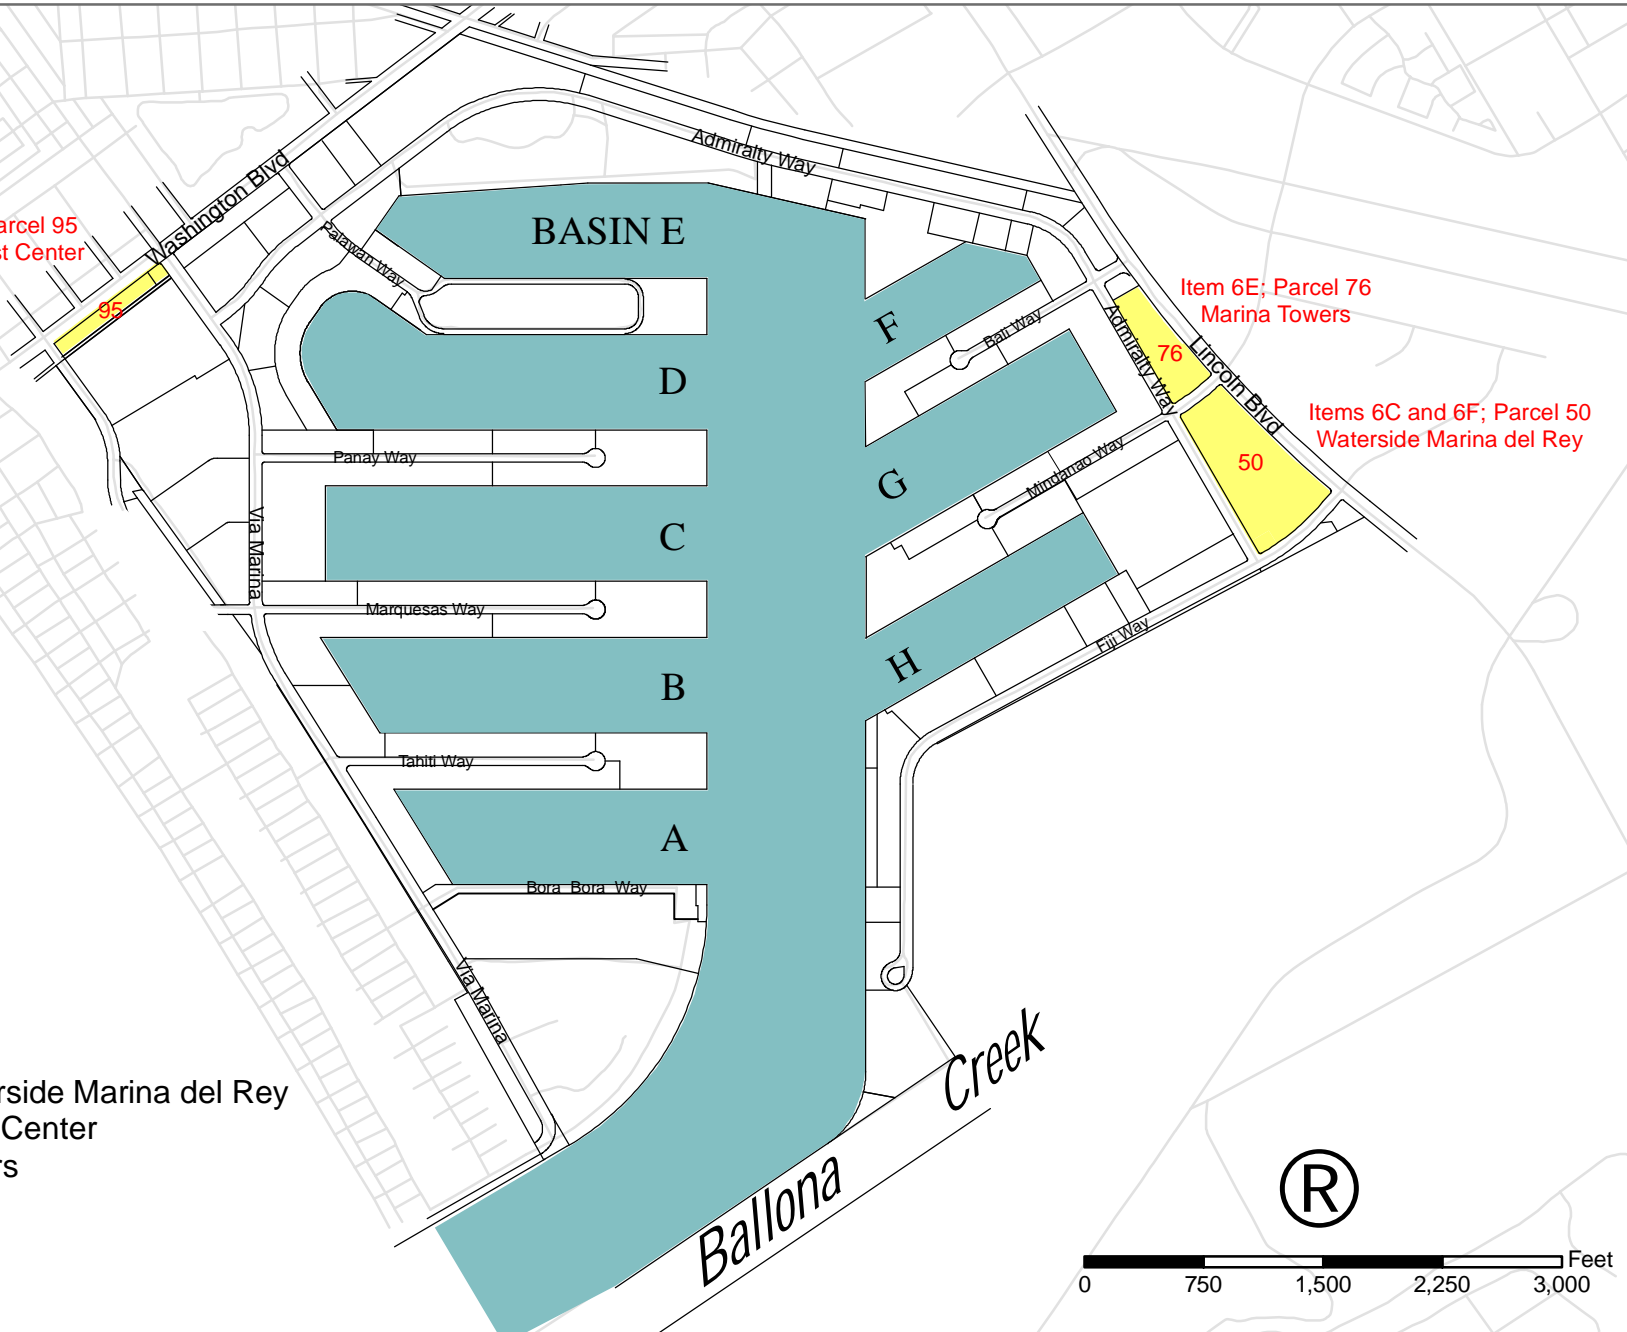 Admiralty Way
Washington Blvd
arcel 95
st Center
95
Palawan Way
BASIN E
F
Bali Way
Item 6E; Parcel 76
Marina Towers
Admiralty Way
76
Lincoln Blvd
D
Items 6C and 6F; Parcel 50
Waterside Marina del Rey
50
Panay Way
Mindanao Way
G
Via Marina
C
Marquesas Way
Fiji Way
H
B
Tahiti Way
A
Bora Bora Way
Via Marina
Ballona Creek
rside Marina del Rey
Center
rs
®
Feet
0 750 1,500 2,250 3,000